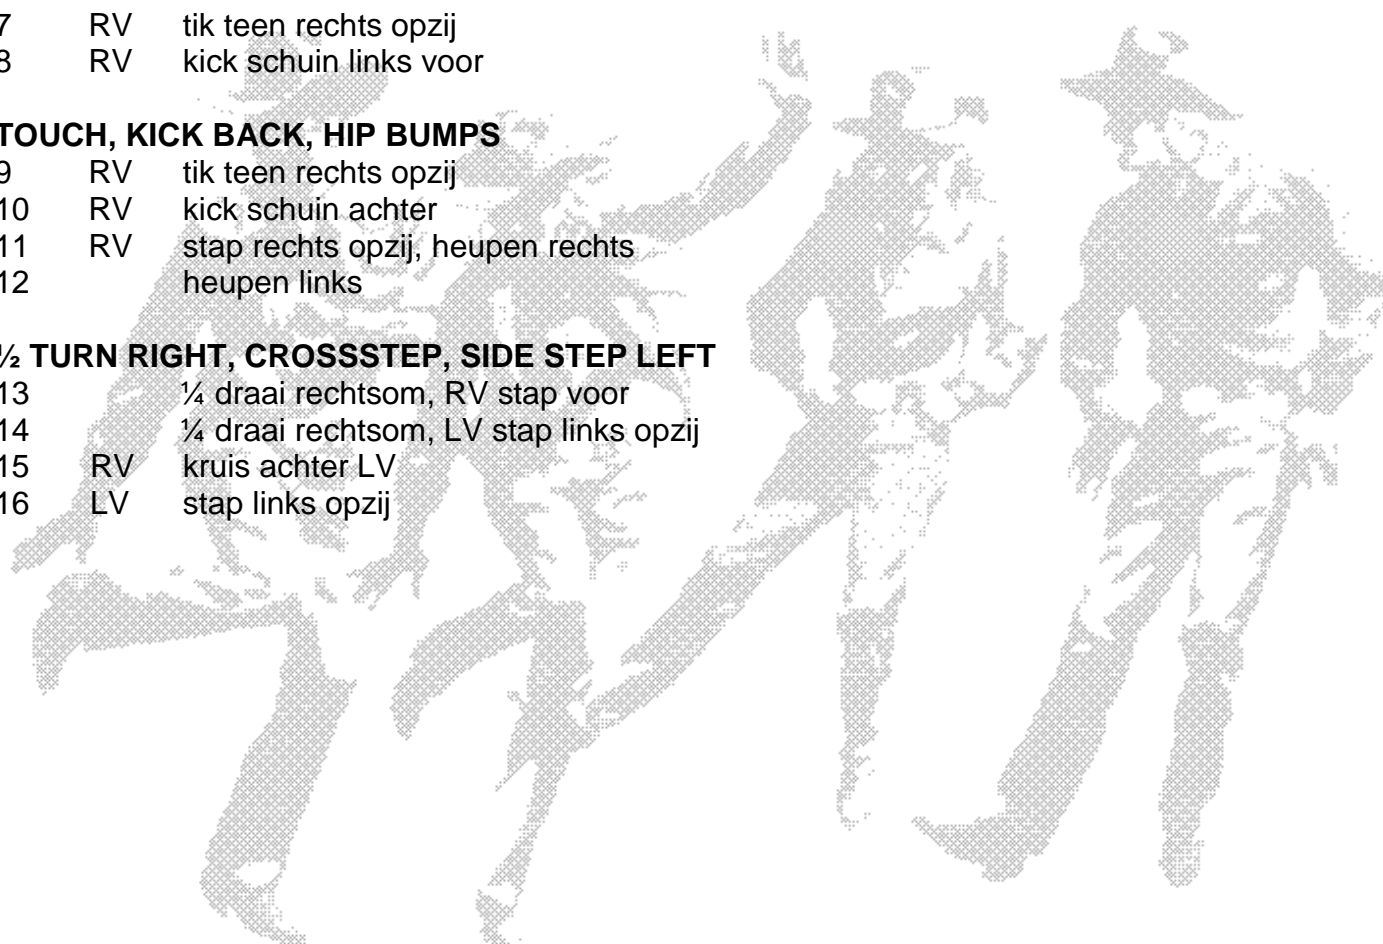 7 RV tik teen rechts opzij
8 RV kick schuin links voor
TOUCH, KICK BACK, HIP BUMPS
9 RV tik teen rechts opzij
10 RV kick schuin achter
11 RV stap rechts opzij, heupen rechts
12 heupen links
½ TURN RIGHT, CROSSSTEP, SIDE STEP LEFT
13 ¼ draai rechtsom, RV stap voor
14 ¼ draai rechtsom, LV stap links opzij
15 RV kruis achter LV
16 LV stap links opzij